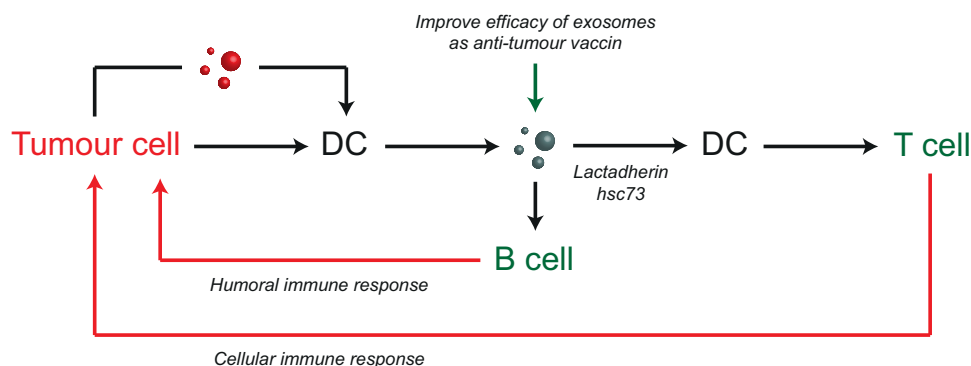 Improve efficacy of exosomes
as anti-tumour vaccin
Tumour cell
DC
DC
T cell
Lactadherin
hsc73
B cell
Humoral immune response
Cellular immune response